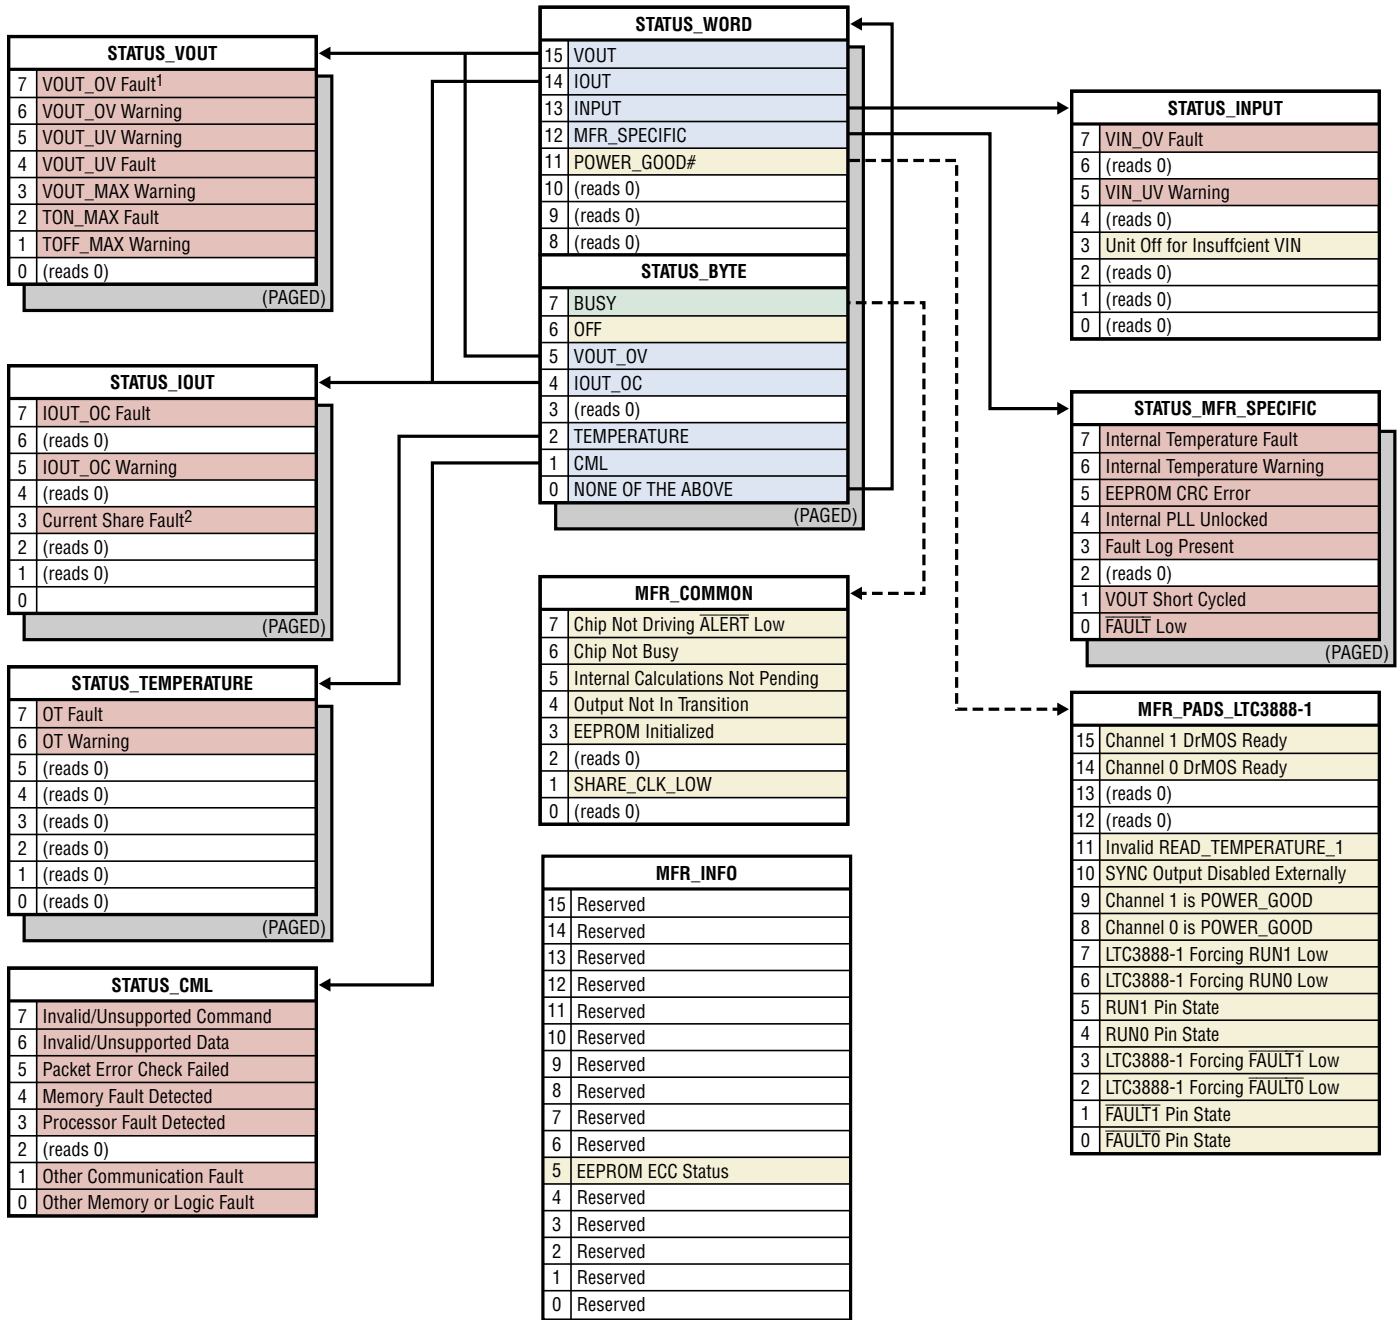 STATUS_VOUT
7 VOUT_OV Fault1
6 VOUT_OV Warning
5 VOUT_UV Warning
4 VOUT_UV Fault
3 VOUT_MAX Warning
2 TON_MAX Fault
1 TOFF_MAX Warning
0 (reads 0)
(PAGED)
STATUS_IOUT
7 IOUT_OC Fault
6 (reads 0)
5 IOUT_OC Warning
4 (reads 0)
3 Current Share Fault2
2 (reads 0)
1 (reads 0)
0
(PAGED)
STATUS_TEMPERATURE
7 OT Fault
6 OT Warning
5 (reads 0)
4 (reads 0)
3 (reads 0)
2 (reads 0)
1 (reads 0)
0 (reads 0)
(PAGED)
STATUS_CML
7 Invalid/Unsupported Command
6 Invalid/Unsupported Data
5 Packet Error Check Failed
4 Memory Fault Detected
3 Processor Fault Detected
2 (reads 0)
1 Other Communication Fault
0 Other Memory or Logic Fault
STATUS_WORD
15 VOUT
14 IOUT
13 INPUT
12 MFR_SPECIFIC
11 POWER_GOOD#
10 (reads 0)
9 (reads 0)
8 (reads 0)
STATUS_BYTE
7 BUSY
6 OFF
5 VOUT_OV
4 IOUT_OC
3 (reads 0)
2 TEMPERATURE
1 CML
0 NONE OF THE ABOVE
(PAGED)
MFR_COMMON
7 Chip Not Driving ALERT Low
6 Chip Not Busy
5 Internal Calculations Not Pending
4 Output Not In Transition
3 EEPROM Initialized
2 (reads 0)
1 SHARE_CLK_LOW
0 (reads 0)
MFR_INFO
15 Reserved
14 Reserved
13 Reserved
12 Reserved
11 Reserved
10 Reserved
9 Reserved
8 Reserved
7 Reserved
6 Reserved
5 EEPROM ECC Status
4 Reserved
3 Reserved
2 Reserved
1 Reserved
0 Reserved
STATUS_INPUT
7 VIN_OV Fault
6 (reads 0)
5 VIN_UV Warning
4 (reads 0)
3 Unit Off for Insuffcient VIN
2 (reads 0)
1 (reads 0)
0 (reads 0)
STATUS_MFR_SPECIFIC
7 Internal Temperature Fault
6 Internal Temperature Warning
5 EEPROM CRC Error
4 Internal PLL Unlocked
3 Fault Log Present
2 (reads 0)
1 VOUT Short Cycled
0 FAULT Low
(PAGED)
MFR_PADS_LTC3888-1
15 Channel 1 DrMOS Ready
14 Channel 0 DrMOS Ready
13 (reads 0)
12 (reads 0)
11 Invalid READ_TEMPERATURE_1
10 SYNC Output Disabled Externally
9 Channel 1 is POWER_GOOD
8 Channel 0 is POWER_GOOD
7 LTC3888-1 Forcing RUN1 Low
6 LTC3888-1 Forcing RUN0 Low
5 RUN1 Pin State
4 RUN0 Pin State
3 LTC3888-1 Forcing FAULT1 Low
2 LTC3888-1 Forcing FAULT0 Low
1 FAULT1 Pin State
0 FAULT0 Pin State